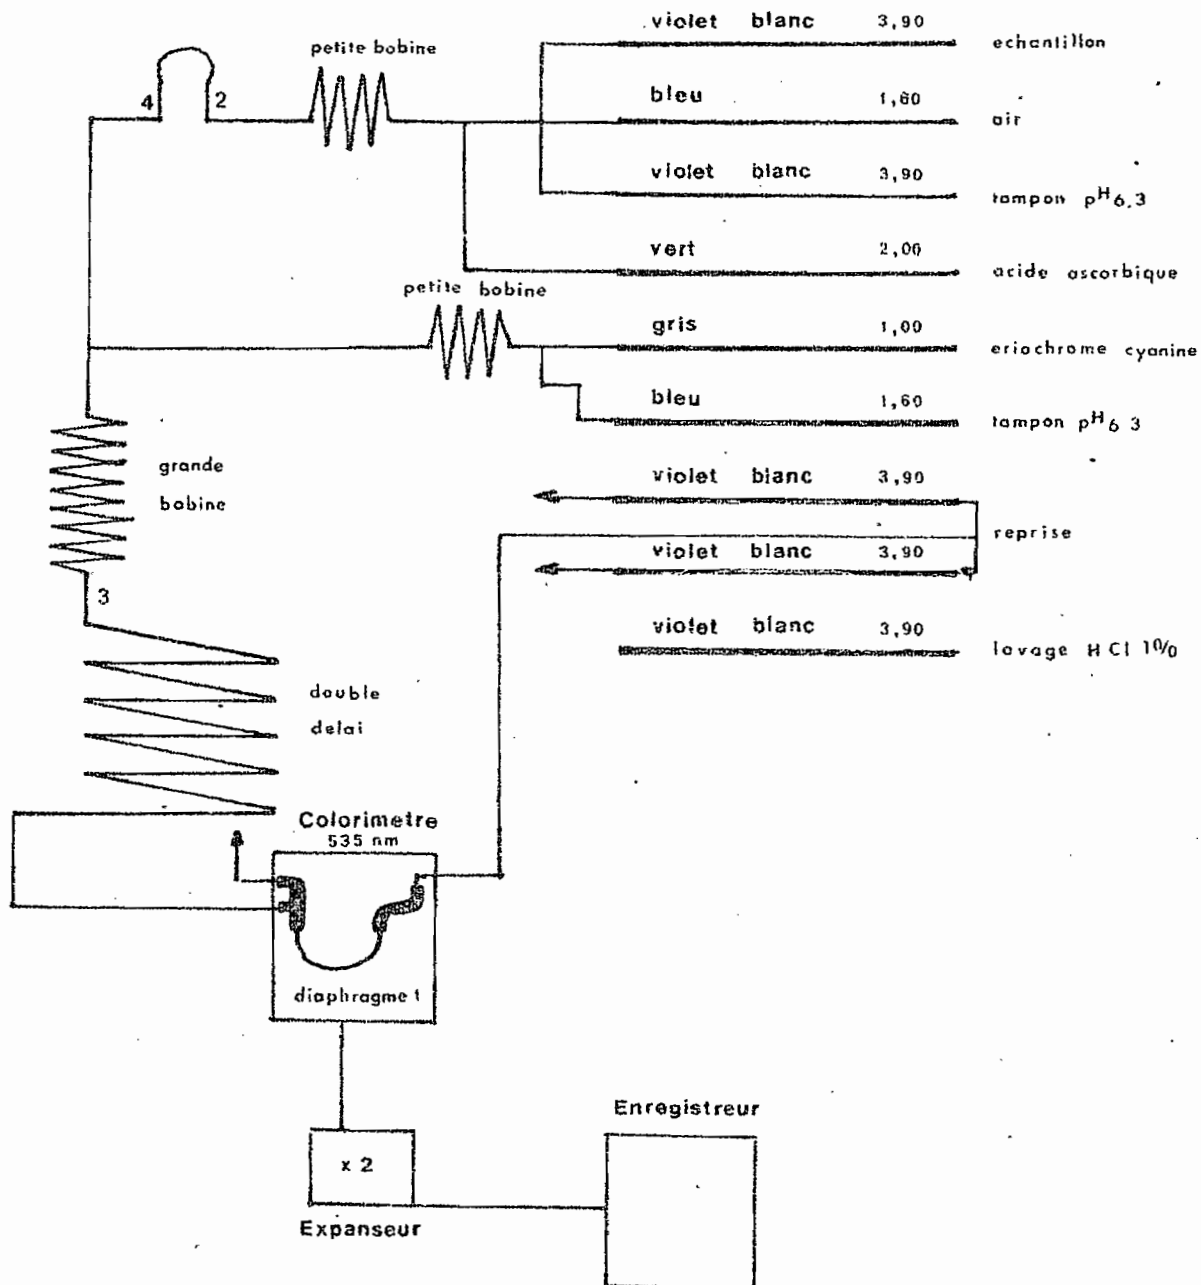 violet blanc 3,90
echantillon
petite bobine
bleu 1,60
air
4 2
violet blanc 3,90
tampon pH 6,3
vert 2,00
acide ascorbique
petite bobine
gris 1,00
eriochrome cyanine
bleu 1,60
tampon pH 6 3
grande
bobine
violet blanc 3,90
reprise
violet blanc 3,90
3
violet blanc 3,90
lavage HCl 1%
double
delai
Colorimetre
535 nm
diaphragme 1
Enregistreur
x 2
Expanseur